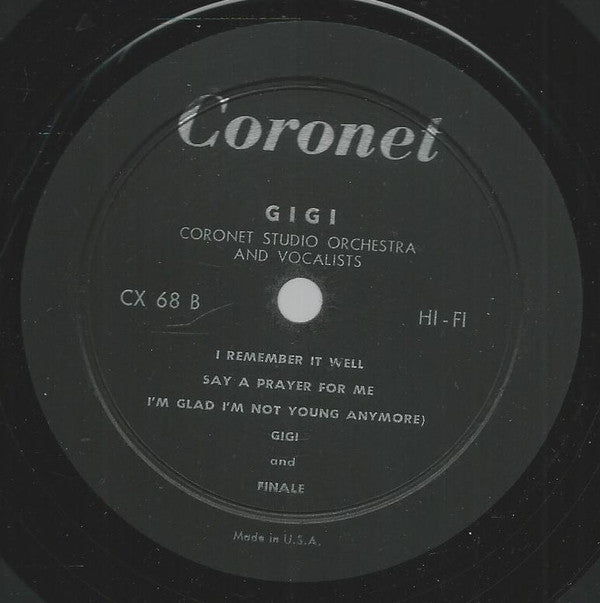 Coronet
GIGI
CORONET STUDIO ORCHESTRA
AND VOCALISTS
CX 68 B
HI-FI
I REMEMBER IT WELL
SAY A PRAYER FOR ME
I'M GLAD I'M NOT YOUNG ANYMORE)
GIGI
and
FINALE
Made in U.S.A.